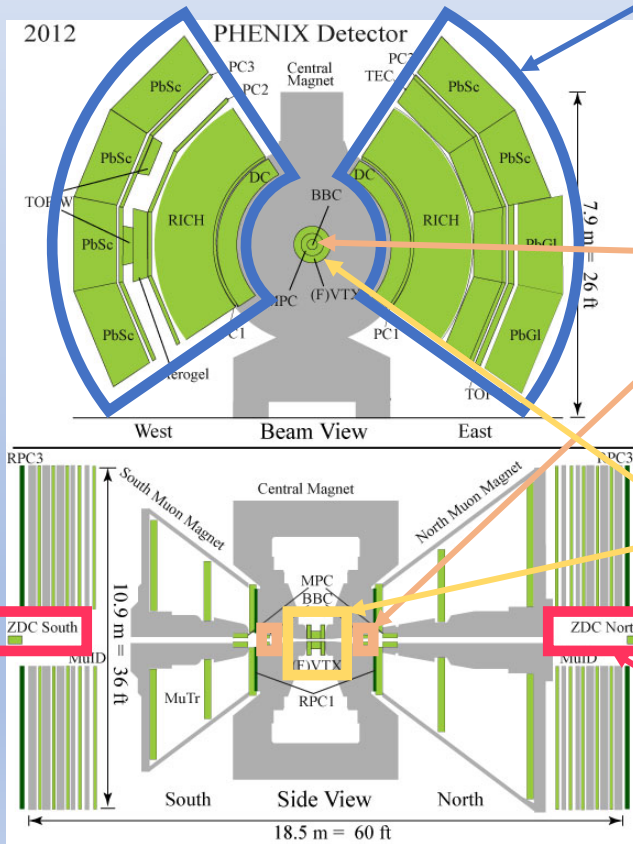 2012 PHENIX Detector
Central
Magnet
PC3
PC2
PbSc
PbSc
PbSc
PbSc
RICH
DC
BBC
MPC
(F)VTX
PC1
Aerogel
TEC
PbSc
PbSc
PbGl
PbGl
DC
RICH
PC1
7.9 m = 26 ft
West Beam View East
RPC3
South Muon Magnet
Central Magnet
North Muon Magnet
RPC3
10.9 m = 36 ft
MPC
BBC
ZDC South
ZDC Nort
MuID
(F)VTX
MuID
MuTr
RPC1
South Side View North
18.5 m = 60 ft